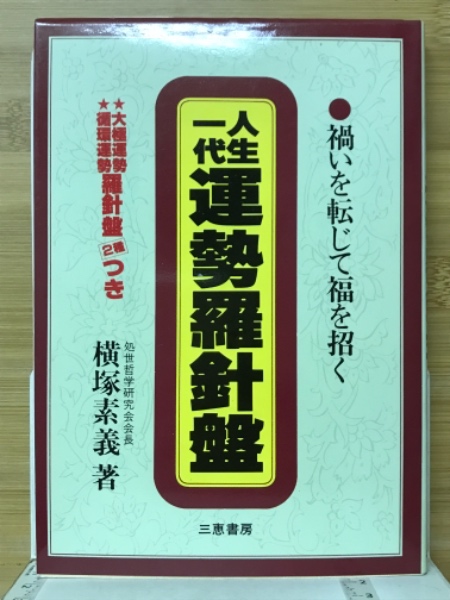 ●禍いを転じて福を招く
人生一代
運勢羅針盤
★大極運勢
★循環運勢
羅針盤2種つき
処世哲学研究会会長
横塚素義 著
三恵書房